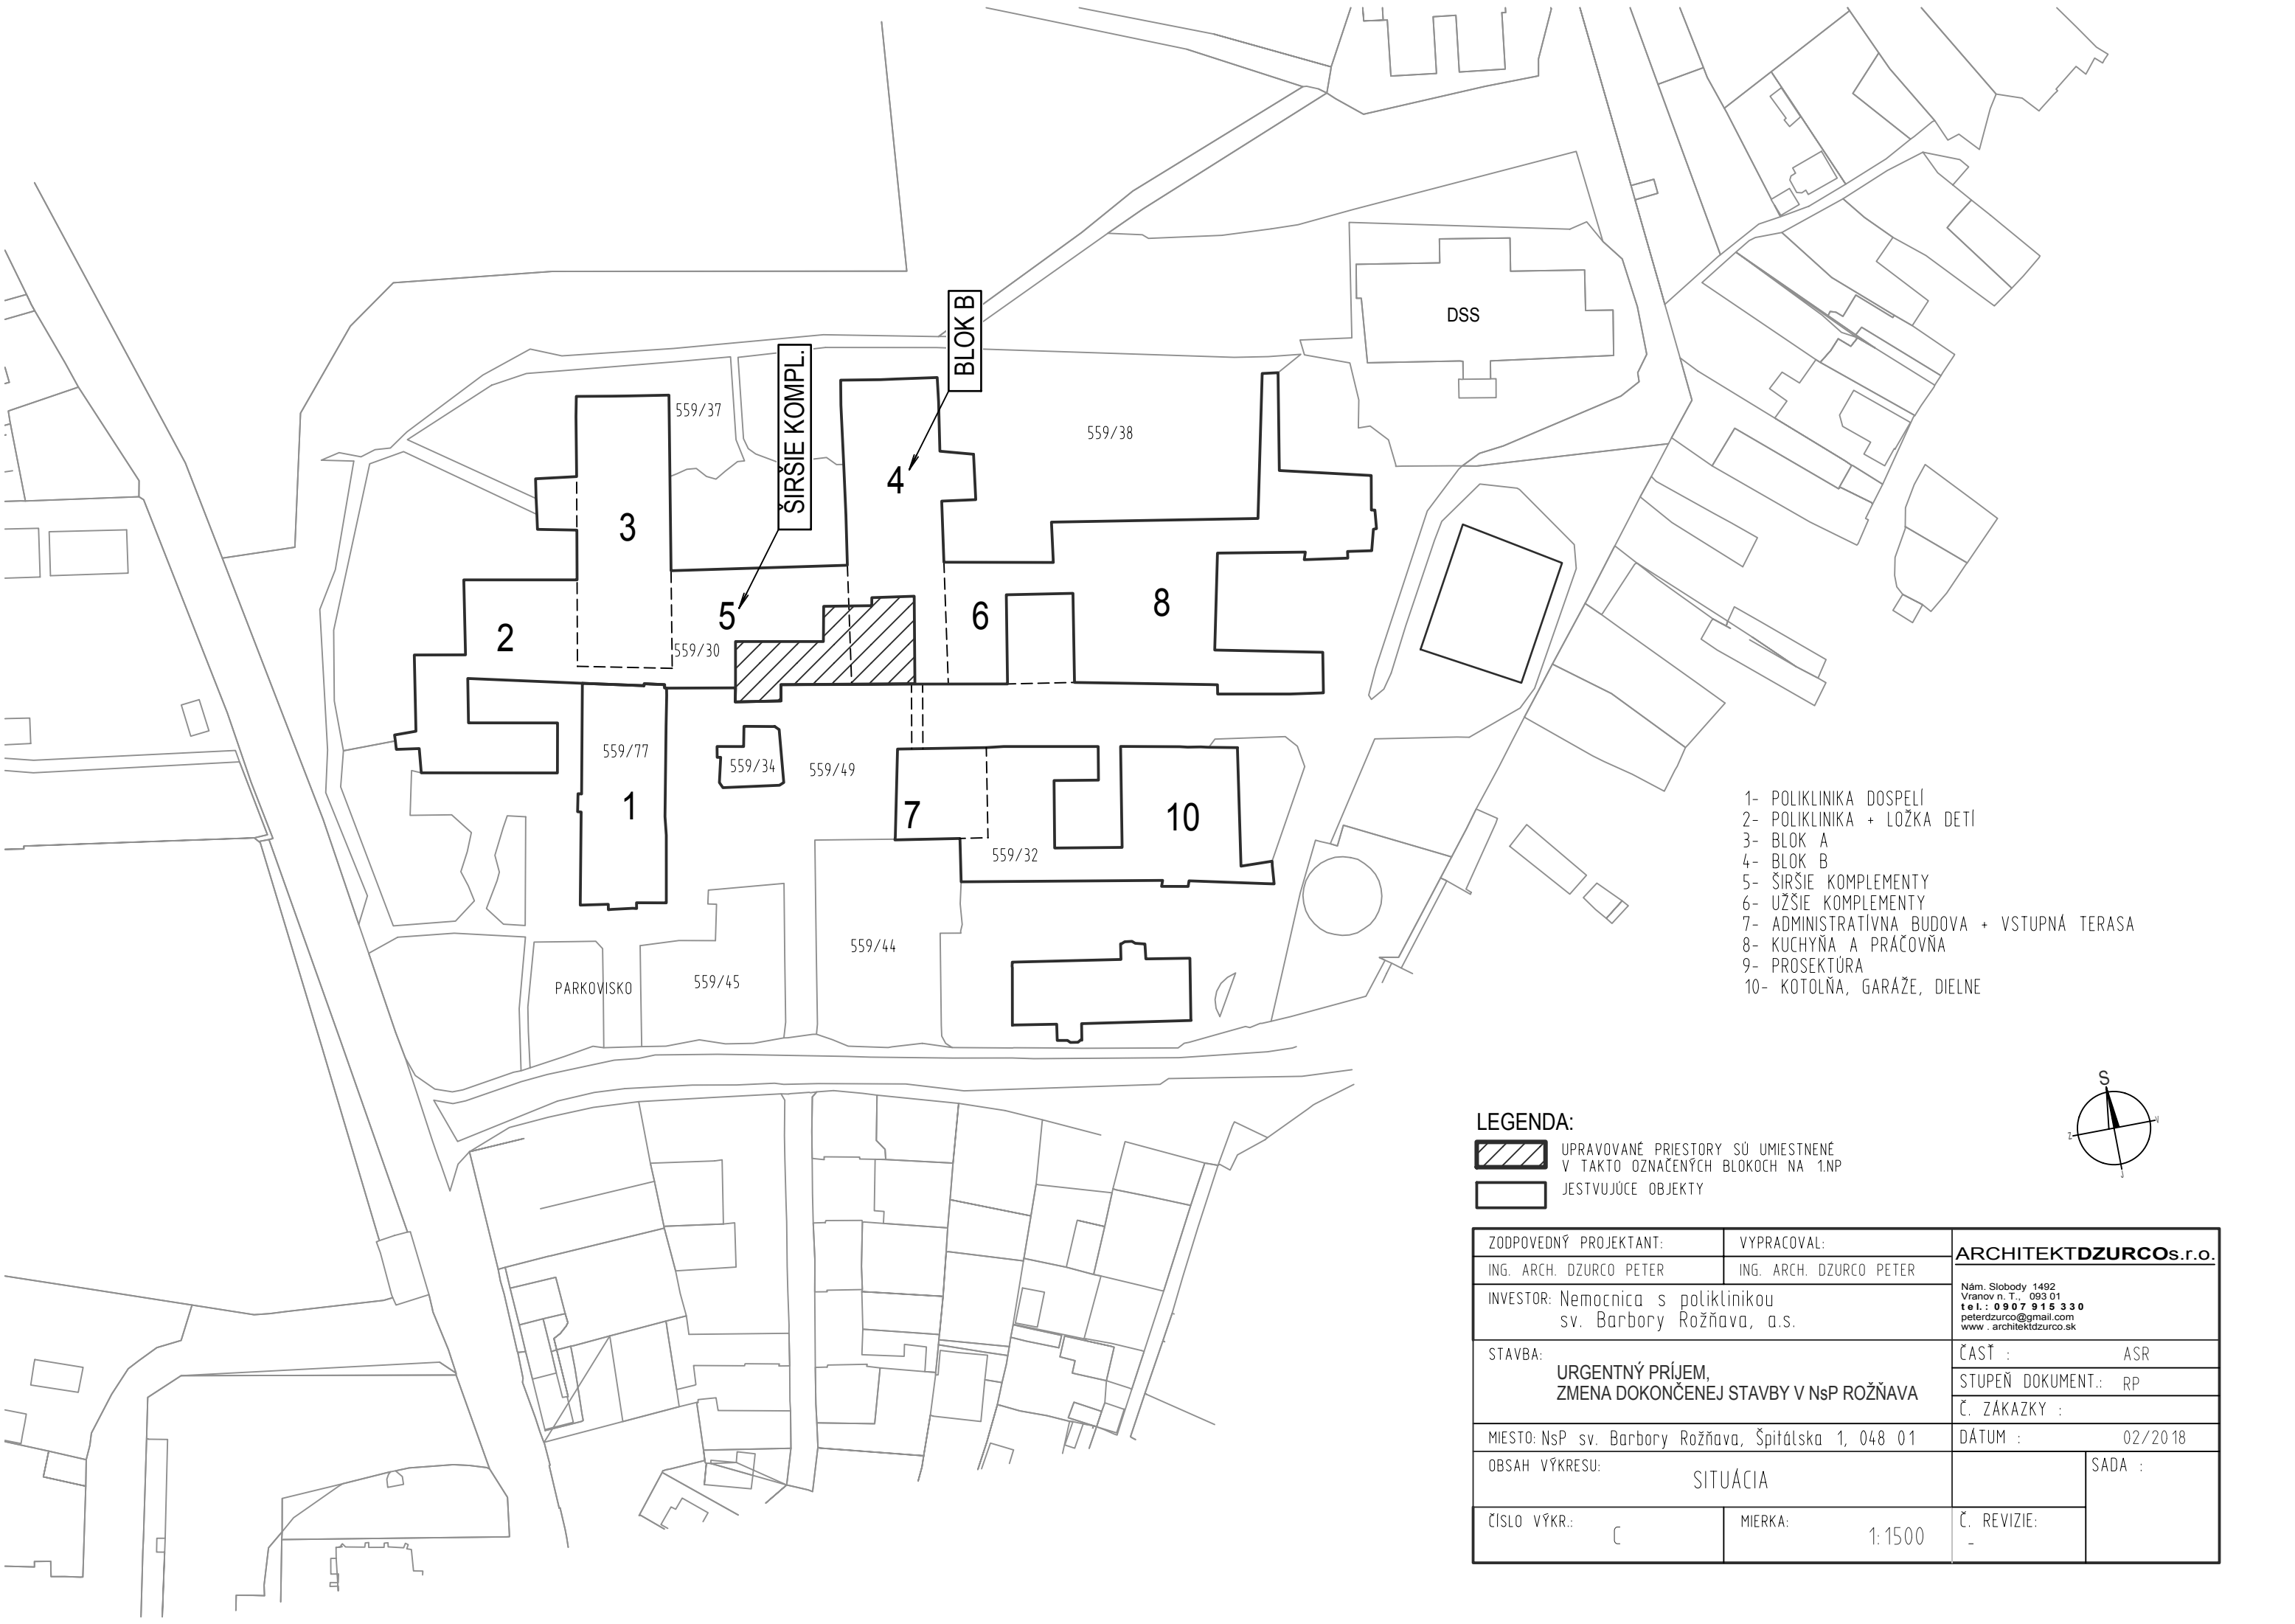 BLOK B
DSS
ŠIRŠIE KOMPL.
559/37
559/38
4
3
5
6
8
2
559/30
559/77
559/34
559/49
1
7
10
559/32
559/44
PARKOVISKO
559/45
1- POLIKLINIKA DOSPELÍ
2- POLIKLINIKA + LOŽKA DETÍ
3- BLOK A
4- BLOK B
5- ŠIRŠIE KOMPLEMENTY
6- UŽŠIE KOMPLEMENTY
7- ADMINISTRATÍVNA BUDOVA + VSTUPNÁ TERASA
8- KUCHYŇA A PRÁČOVŇA
9- PROSEKTÚRA
10- KOTOLŇA, GARÁŽE, DIELNE
S
LEGENDA:
UPRAVOVANÉ PRIESTORY SÚ UMIESTNENÉ
V TAKTO OZNAČENÝCH BLOKOCH NA 1.NP
JESTVUJÚCE OBJEKTY
ZODPOVEDNÝ PROJEKTANT:
VYPRACOVAL:
ING. ARCH. DZURCO PETER
ING. ARCH. DZURCO PETER
ARCHITEKTDZURCOs.r.o.
Nám. Slobody 1492
Vranov n. T., 093 01
tel.: 0907 915 330
peterdzurco@gmail.com
www . architektdzurco.sk
INVESTOR: Nemocnica s poliklinikou
sv. Barbory Rožňava, a.s.
STAVBA:
URGENTNÝ PRÍJEM,
ZMENA DOKONČENEJ STAVBY V NsP ROŽŇAVA
ČASŤ : ASR
STUPEŇ DOKUMENT.: RP
Č. ZÁKAZKY :
MIESTO: NsP sv. Barbory Rožňava, Špitálska 1, 048 01
DÁTUM : 02/2018
OBSAH VÝKRESU:
SITUÁCIA
SADA :
ČÍSLO VÝKR.: C
MIERKA: 1:1500
Č. REVIZIE:
-